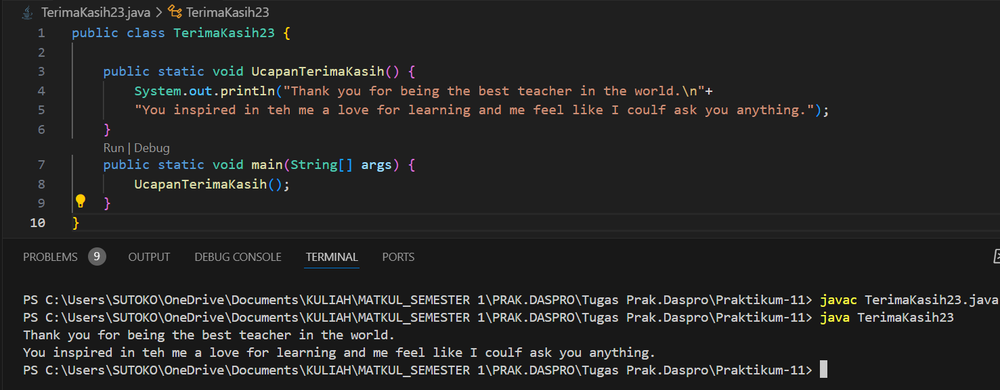 TerimaKasih23.java > TerimaKasih23
1 public class TerimaKasih23 {
2
3 public static void UcapanTerimaKasih() {
4 System.out.println("Thank you for being the best teacher in the world.\n"+
5 "You inspired in teh me a love for learning and me feel like I coulf ask you anything.");
6 }
Run | Debug
7 public static void main(String[] args) {
8 UcapanTerimaKasih();
9 }
10 }
PROBLEMS 9 OUTPUT DEBUG CONSOLE TERMINAL PORTS
PS C:\Users\SUTOKO\OneDrive\Documents\KULIAH\MATKUL_SEMESTER 1\PRAK.DASPRO\Tugas Prak.Daspro\Praktikum-11> javac TerimaKasih23.java
PS C:\Users\SUTOKO\OneDrive\Documents\KULIAH\MATKUL_SEMESTER 1\PRAK.DASPRO\Tugas Prak.Daspro\Praktikum-11> java TerimaKasih23
Thank you for being the best teacher in the world.
You inspired in teh me a love for learning and me feel like I coulf ask you anything.
PS C:\Users\SUTOKO\OneDrive\Documents\KULIAH\MATKUL_SEMESTER 1\PRAK.DASPRO\Tugas Prak.Daspro\Praktikum-11>